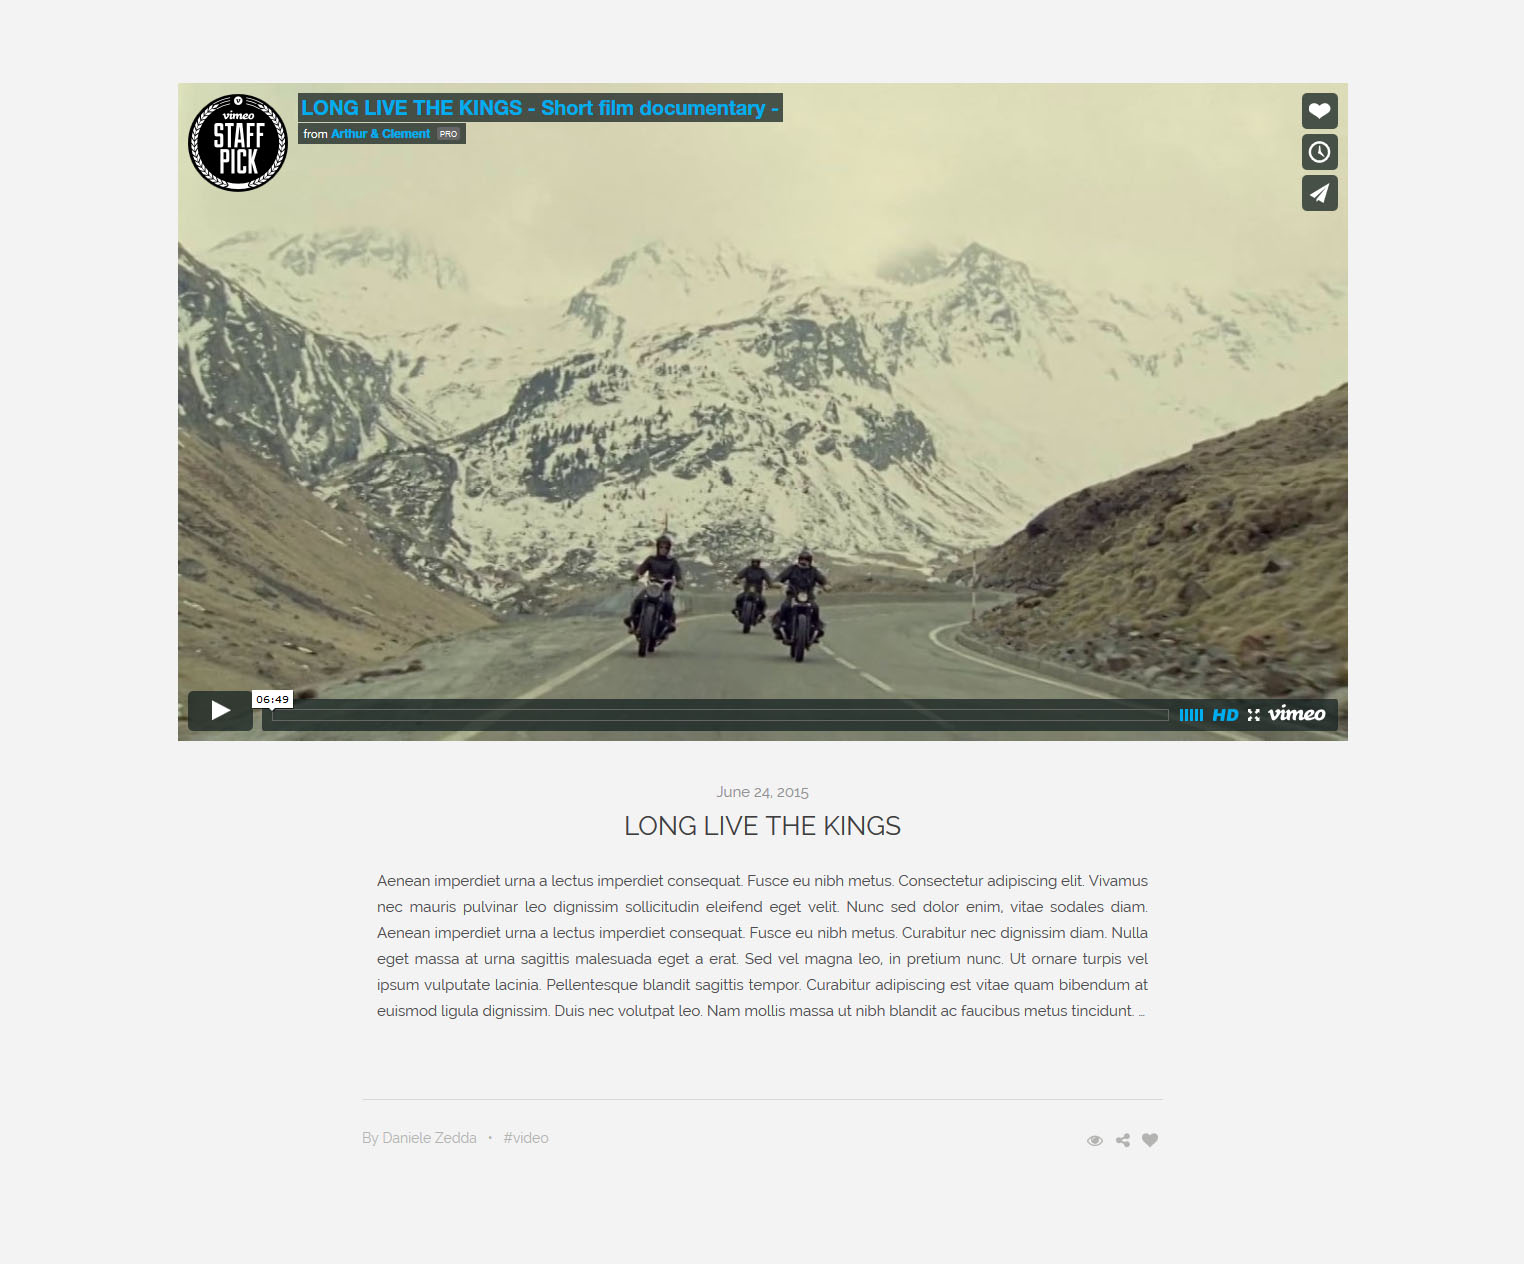 vimeo
STAFF
PICK
LONG LIVE THE KINGS - Short film documentary -
from Arthur & Clement PRO
06:49
HD vimeo
June 24, 2015
LONG LIVE THE KINGS
Aenean imperdiet urna a lectus imperdiet consequat. Fusce eu nibh metus. Consectetur adipiscing elit. Vivamus
nec mauris pulvinar leo dignissim sollicitudin eleifend eget velit. Nunc sed dolor enim, vitae sodales diam.
Aenean imperdiet urna a lectus imperdiet consequat. Fusce eu nibh metus. Curabitur nec dignissim diam. Nulla
eget massa at urna sagittis malesuada eget a erat. Sed vel magna leo, in pretium nunc. Ut ornare turpis vel
ipsum vulputate lacinia. Pellentesque blandit sagittis tempor. Curabitur adipiscing est vitae quam bibendum at
euismod ligula dignissim. Duis nec volutpat leo. Nam mollis massa ut nibh blandit ac faucibus metus tincidunt. ...
By Daniele Zedda • #video